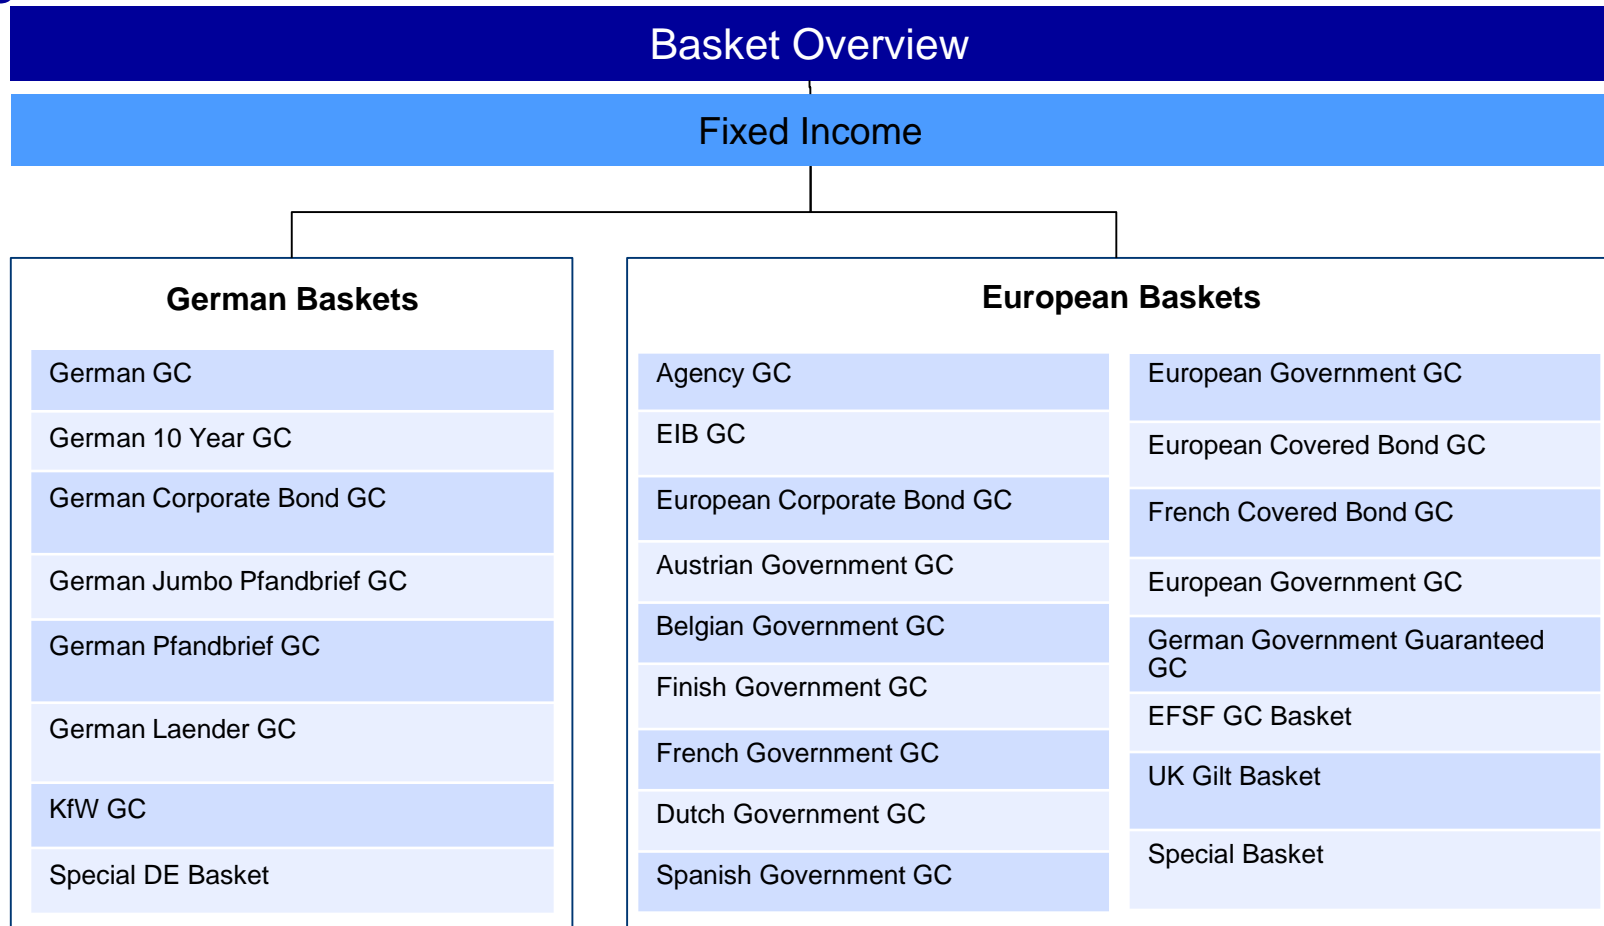 Basket Overview
Fixed Income
German Baskets
German GC
German 10 Year GC
German Corporate Bond GC
German Jumbo Pfandbrief GC
German Pfandbrief GC
German Laender GC
KfW GC
Special DE Basket
European Baskets
Agency GC
EIB GC
European Corporate Bond GC
Austrian Government GC
Belgian Government GC
Finish Government GC
French Government GC
Dutch Government GC
Spanish Government GC
European Government GC
European Covered Bond GC
French Covered Bond GC
European Government GC
German Government Guaranteed
GC
EFSF GC Basket
UK Gilt Basket
Special Basket